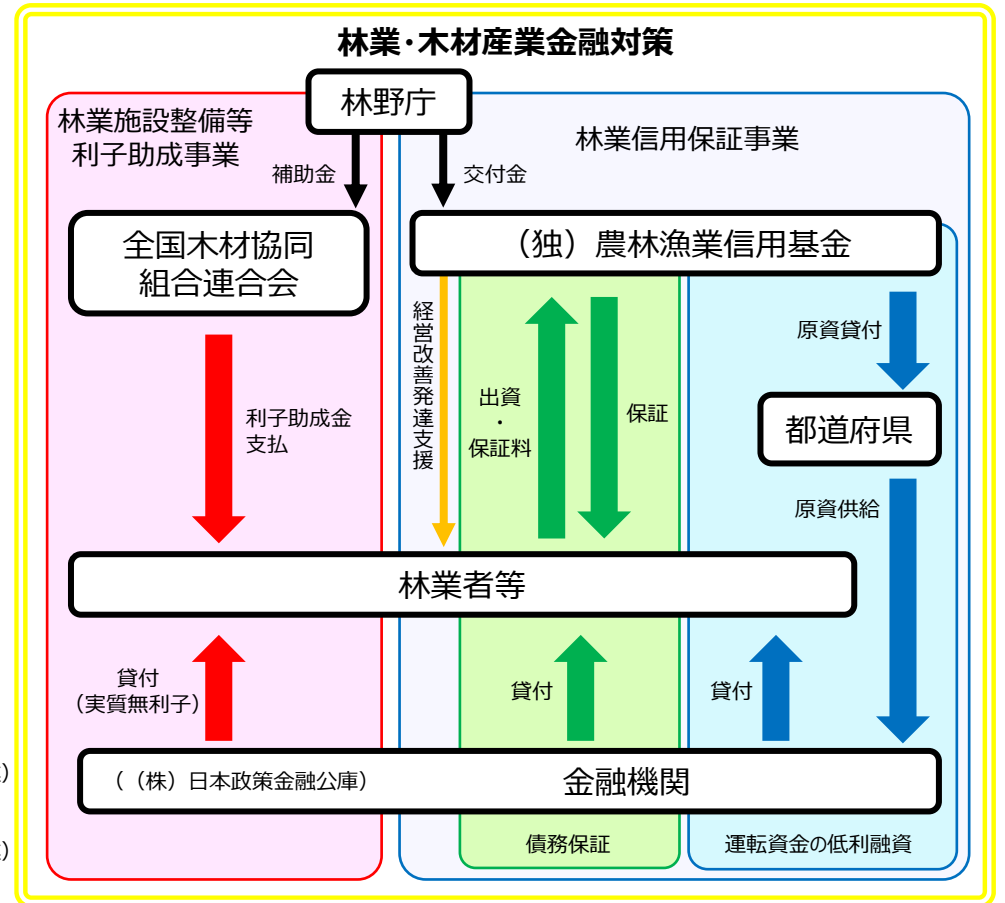 林業・木材産業金融対策
林野庁
林業施設整備等
利子助成事業
林業信用保証事業
補助金
交付金
全国木材協同
組合連合会
（独）農林漁業信用基金
利子助成金
支払
経営改善発達支援
出資
・
保証料
保証
原資貸付
都道府県
原資供給
林業者等
貸付
（実質無利子）
貸付
貸付
（（株）日本政策金融公庫）
金融機関
債務保証
運転資金の低利融資